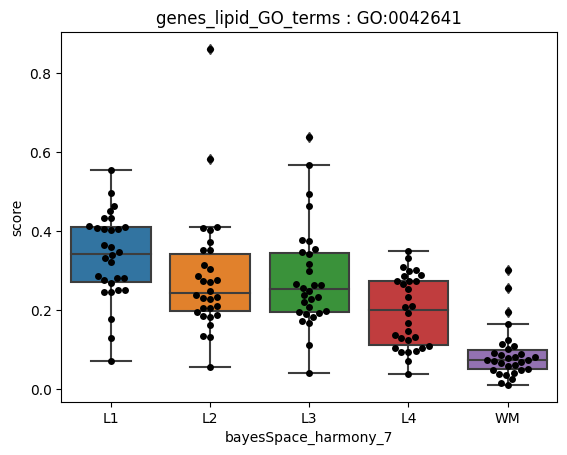 genes_lipid_GO_terms : GO:0042641
score
0.8
0.6
0.4
0.2
0.0
L1 L2 L3 L4 WM
bayesSpace_harmony_7